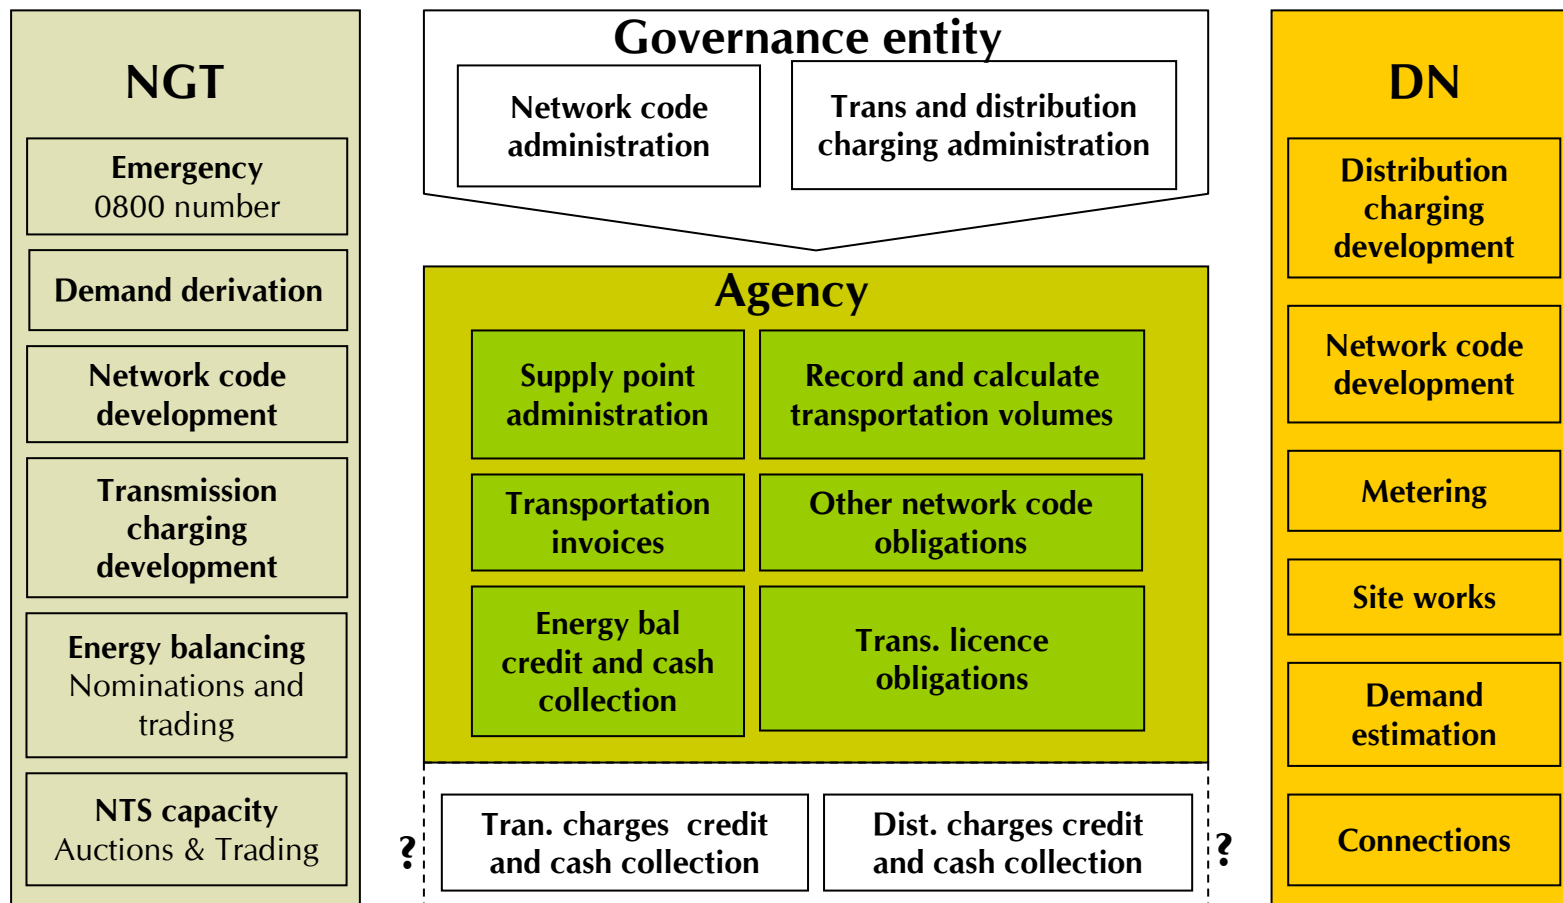 NGT
Emergency
0800 number
Demand derivation
Network code
development
Transmission
charging
development
Energy balancing
Nominations and
trading
NTS capacity
Auctions & Trading
Governance entity
Network code
administration
Trans and distribution
charging administration
Agency
Supply point
administration
Record and calculate
transportation volumes
Transportation
invoices
Other network code
obligations
Energy bal
credit and cash
collection
Trans. licence
obligations
?
Tran. charges credit
and cash collection
Dist. charges credit
and cash collection
?
DN
Distribution
charging
development
Network code
development
Metering
Site works
Demand
estimation
Connections